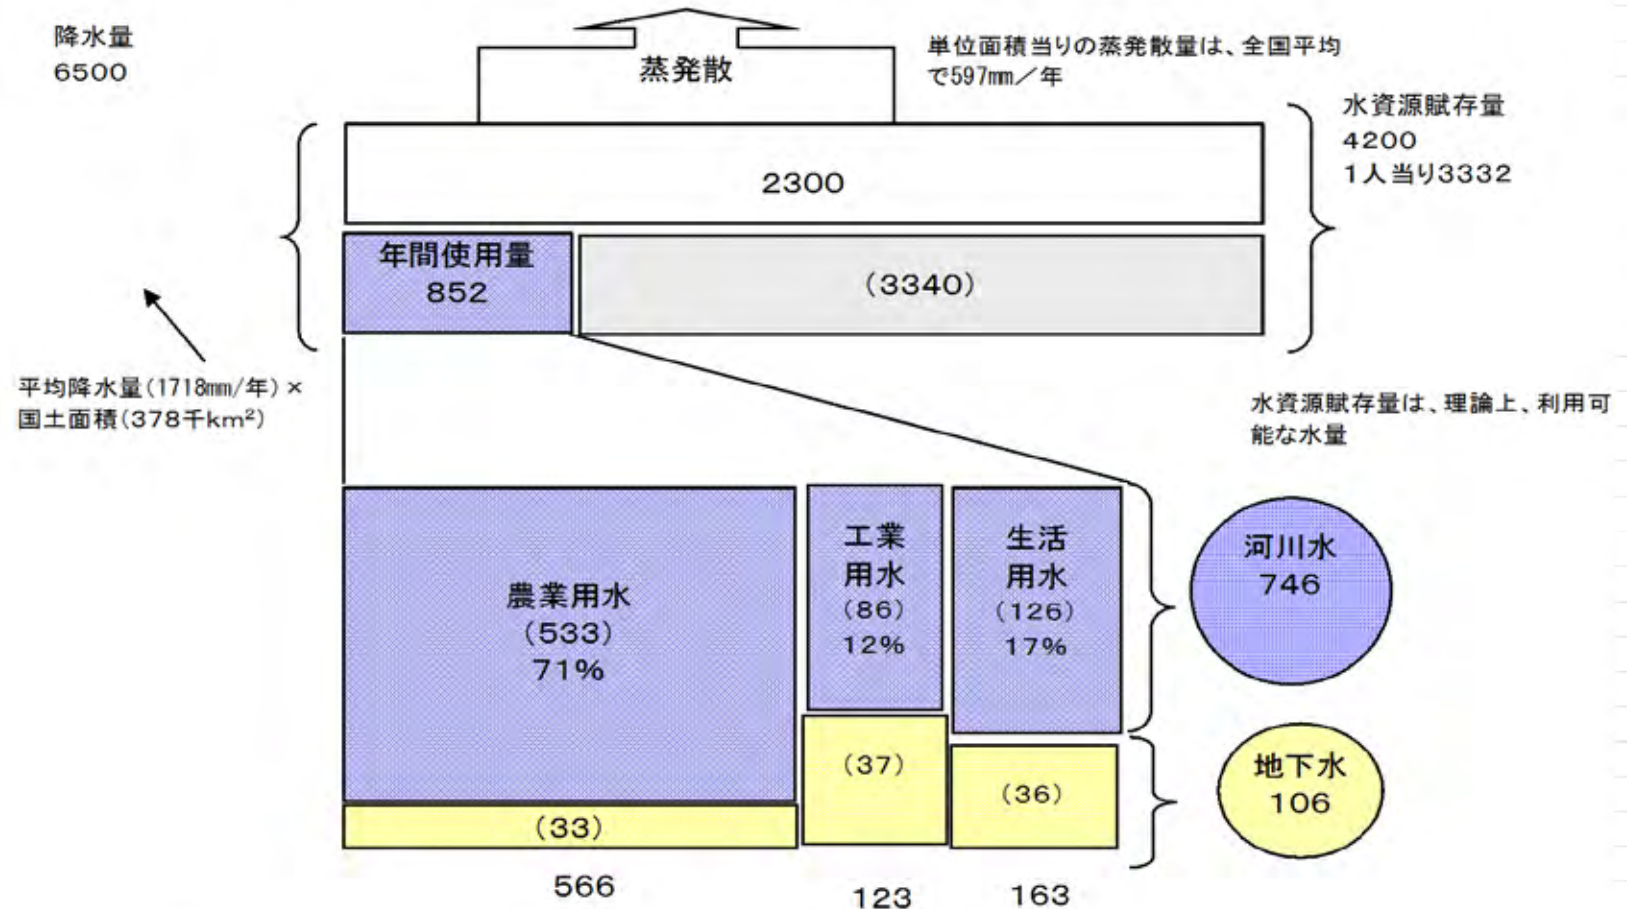 降水量
6500
蒸発散
単位面積当りの蒸発散量は、全国平均
で597㎜／年
水資源賦存量
4200
1人当り3332
2300
年間使用量
852
(3340)
平均降水量(1718㎜/年)×
国土面積(378千km²)
水資源賦存量は、理論上、利用可
能な水量
農業用水
(533)
71%
工業
用水
(86)
12%
生活
用水
(126)
17%
河川水
746
(33)
(37)
(36)
地下水
106
566
123
163